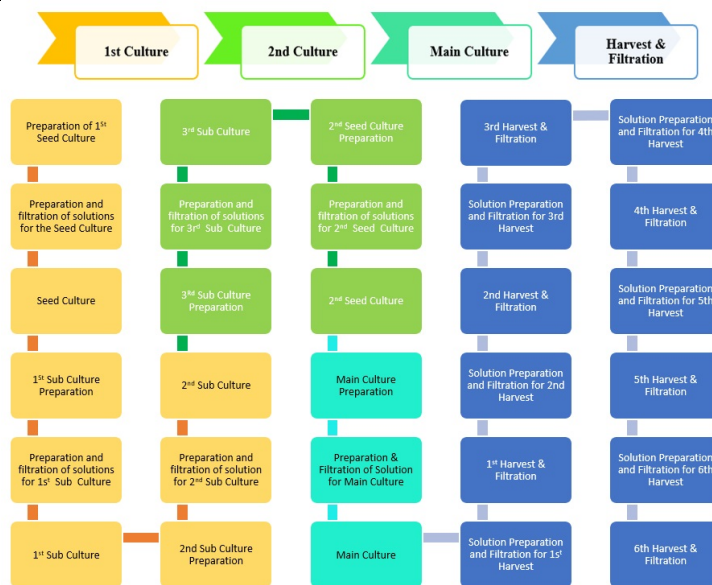 1st Culture
2nd Culture
Main Culture
Harvest &
Filtration
Preparation of 1St
Seed Culture
Preparation and
filtration of solutions
for the Seed Culture
Seed Culture
1St Sub Culture
Preparation
Preparation and
filtration of solutions
for 1st Sub Culture
1st Sub Culture
2nd Sub Culture
Preparation
Preparation and
filtration of solution
for 2nd Sub Culture
2nd Sub Culture
3Rd Sub Culture
Preparation
Preparation and
filtration of solutions
for 3rd Sub Culture
3rd Sub Culture
2nd Seed Culture
Preparation
Preparation and
filtration of solutions
for 2nd Seed Culture
2nd Seed Culture
Main Culture
Preparation
Preparation &
Filtration of Solution
for Main Culture
Main Culture
Solution Preparation
and Filtration for 1st
Harvest
1st Harvest &
Filtration
Solution Preparation
and Filtration for 2nd
Harvest
2nd Harvest &
Filtration
Solution Preparation
and Filtration for 3rd
Harvest
3rd Harvest &
Filtration
Solution Preparation
and Filtration for 4th
Harvest
4th Harvest &
Filtration
Solution Preparation
and Filtration for 5th
Harvest
5th Harvest &
Filtration
Solution Preparation
and Filtration for 6th
Harvest
6th Harvest &
Filtration